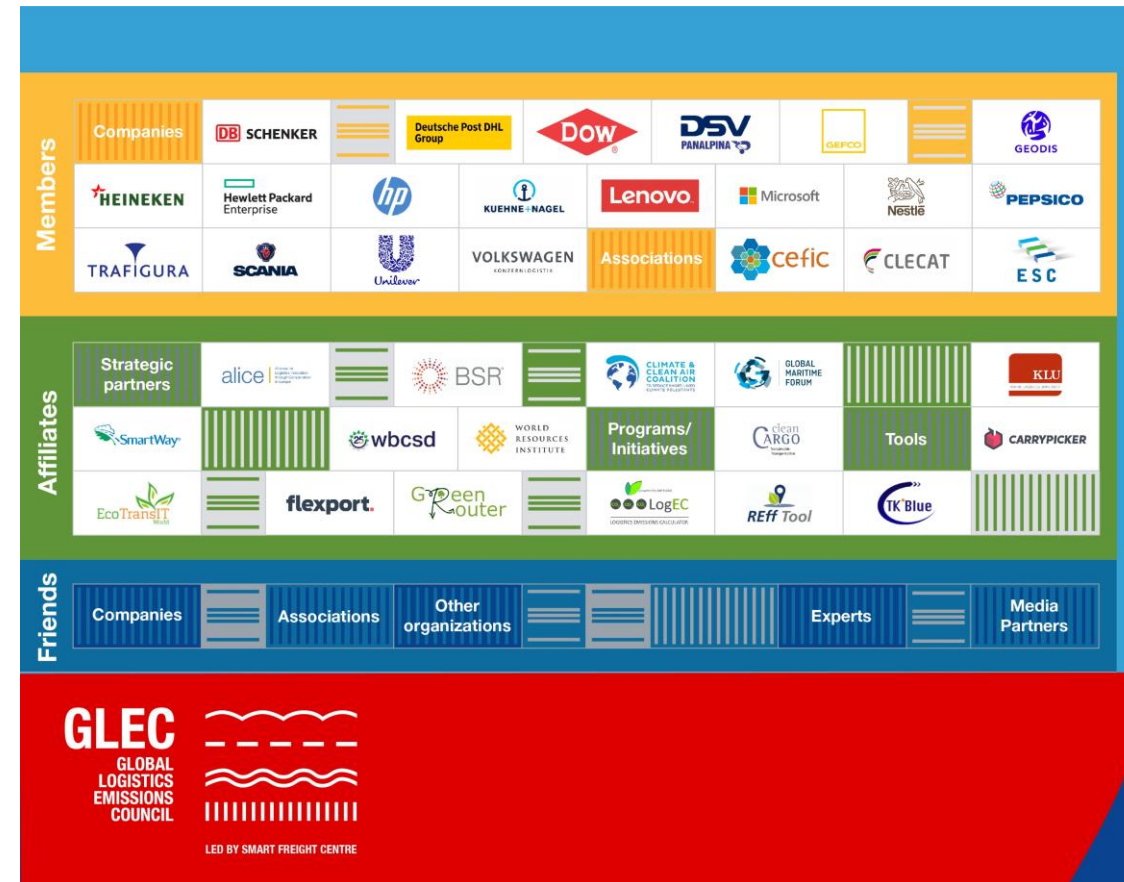 Members
Companies
DB SCHENKER
Deutsche Post DHL
Group
Dow
DSV
PANALPINA
GEFCO
GEODIS
HEINEKEN
Hewlett Packard
Enterprise
hp
KUEHNE+NAGEL
Lenovo
Microsoft
Nestlé
PEPSICO
TRAFIGURA
SCANIA
Unilever
VOLKSWAGEN
KONZERNLOGISTIK
Associations
cefic
CLECAT
ESC
Affiliates
Strategic
partners
alice
BSR
CLIMATE &
CLEAN AIR
COALITION
GLOBAL
MARITIME
FORUM
KLU
SmartWay
25 wbcsd
WORLD
RESOURCES
INSTITUTE
Programs/
Initiatives
clean
CARGO
Tools
CARRYPICKER
EcoTransIT
World
flexport.
Green
Router
LogEC
LOGISTICS EMISSIONS CALCULATOR
REff Tool
TK'Blue
Friends
Companies
Associations
Other
organizations
Experts
Media
Partners
GLEC
GLOBAL
LOGISTICS
EMISSIONS
COUNCIL
LED BY SMART FREIGHT CENTRE